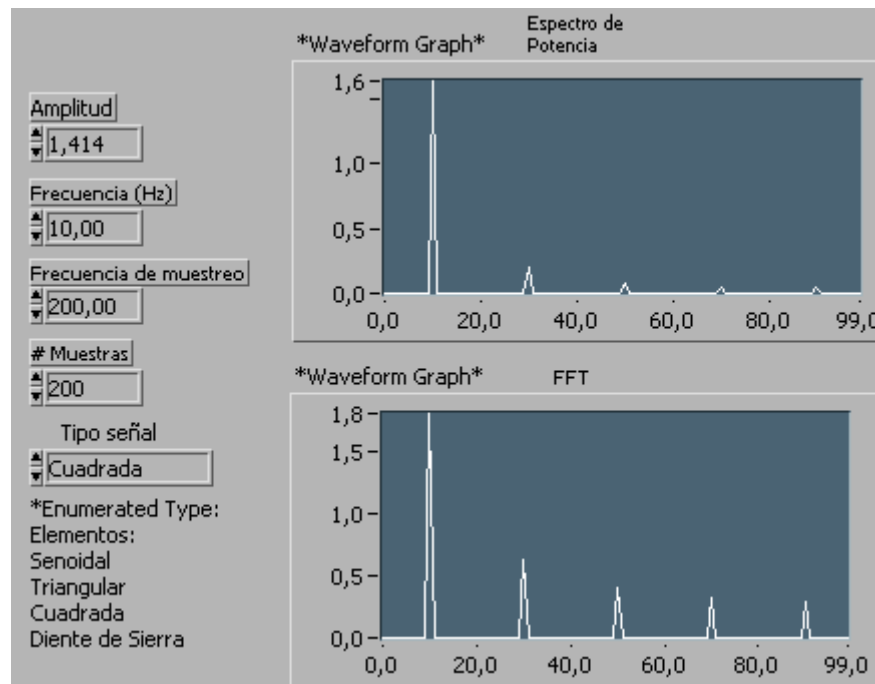 Amplitud
1,414
Frecuencia (Hz)
10,00
Frecuencia de muestreo
200,00
# Muestras
200
Tipo señal
Cuadrada
*Enumerated Type:
Elementos:
Senoidal
Triangular
Cuadrada
Diente de Sierra
*Waveform Graph*
Espectro de
Potencia
1,6
1,0
0,5
0,0
0,0 20,0 40,0 60,0 80,0 99,0
*Waveform Graph* FFT
1,8
1,5
1,0
0,5
0,0
0,0 20,0 40,0 60,0 80,0 99,0